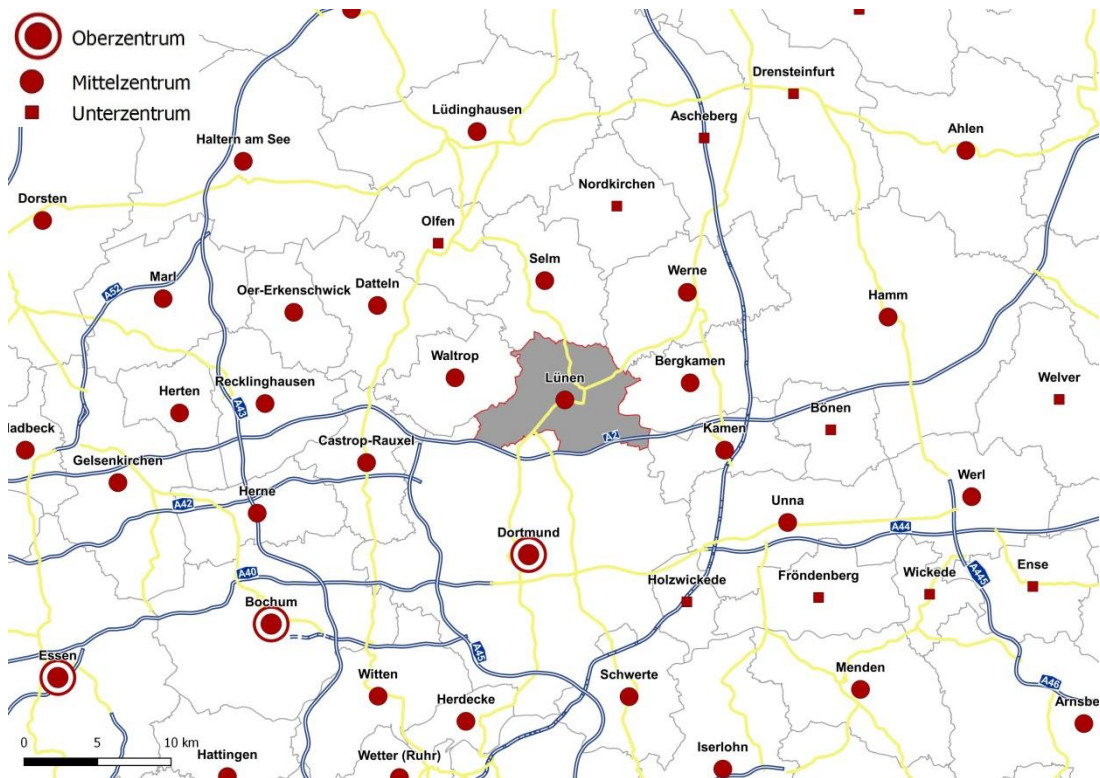 Oberzentrum
Mittelzentrum
Unterzentrum
Drensteinfurt
Lüdinghausen
Ascheberg
Ahlen
Haltern am See
Nordkirchen
Dorsten
Olfen
Selm
Werne
Marl
Oer-Erkenschwick
Datteln
A52
Hamm
Waltrop
Bergkamen
Lünen
Herten
Recklinghausen
Welver
A43
Bönen
ladbeck
Castrop-Rauxel
A2
Kamen
Gelsenkirchen
Werl
Herne
A42
Unna
Dortmund
A44
A40
Holzwickede
Fröndenberg
Wickede
A445
Ense
Bochum
Essen
A45
Witten
Schwerte
Menden
A46
Herdecke
Arnsbe
0 5 10 km
Hattingen
Wetter (Ruhr)
Iserlohn